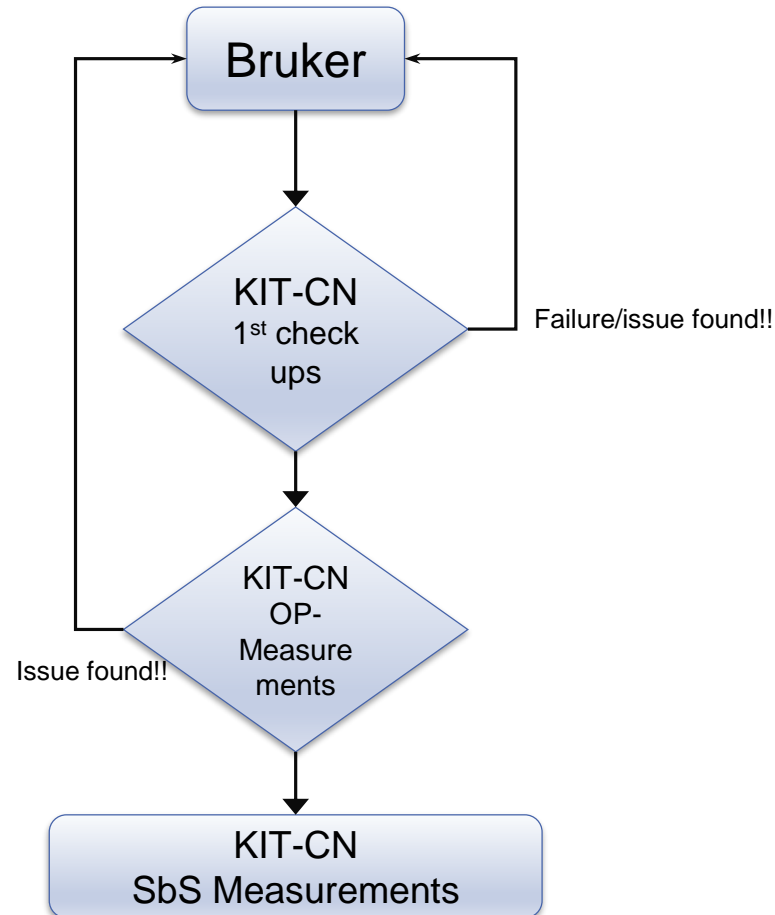 Bruker
KIT-CN
1st check
ups
Failure/issue found!!
KIT-CN
OP-
Measure
ments
Issue found!!
KIT-CN
SbS Measurements